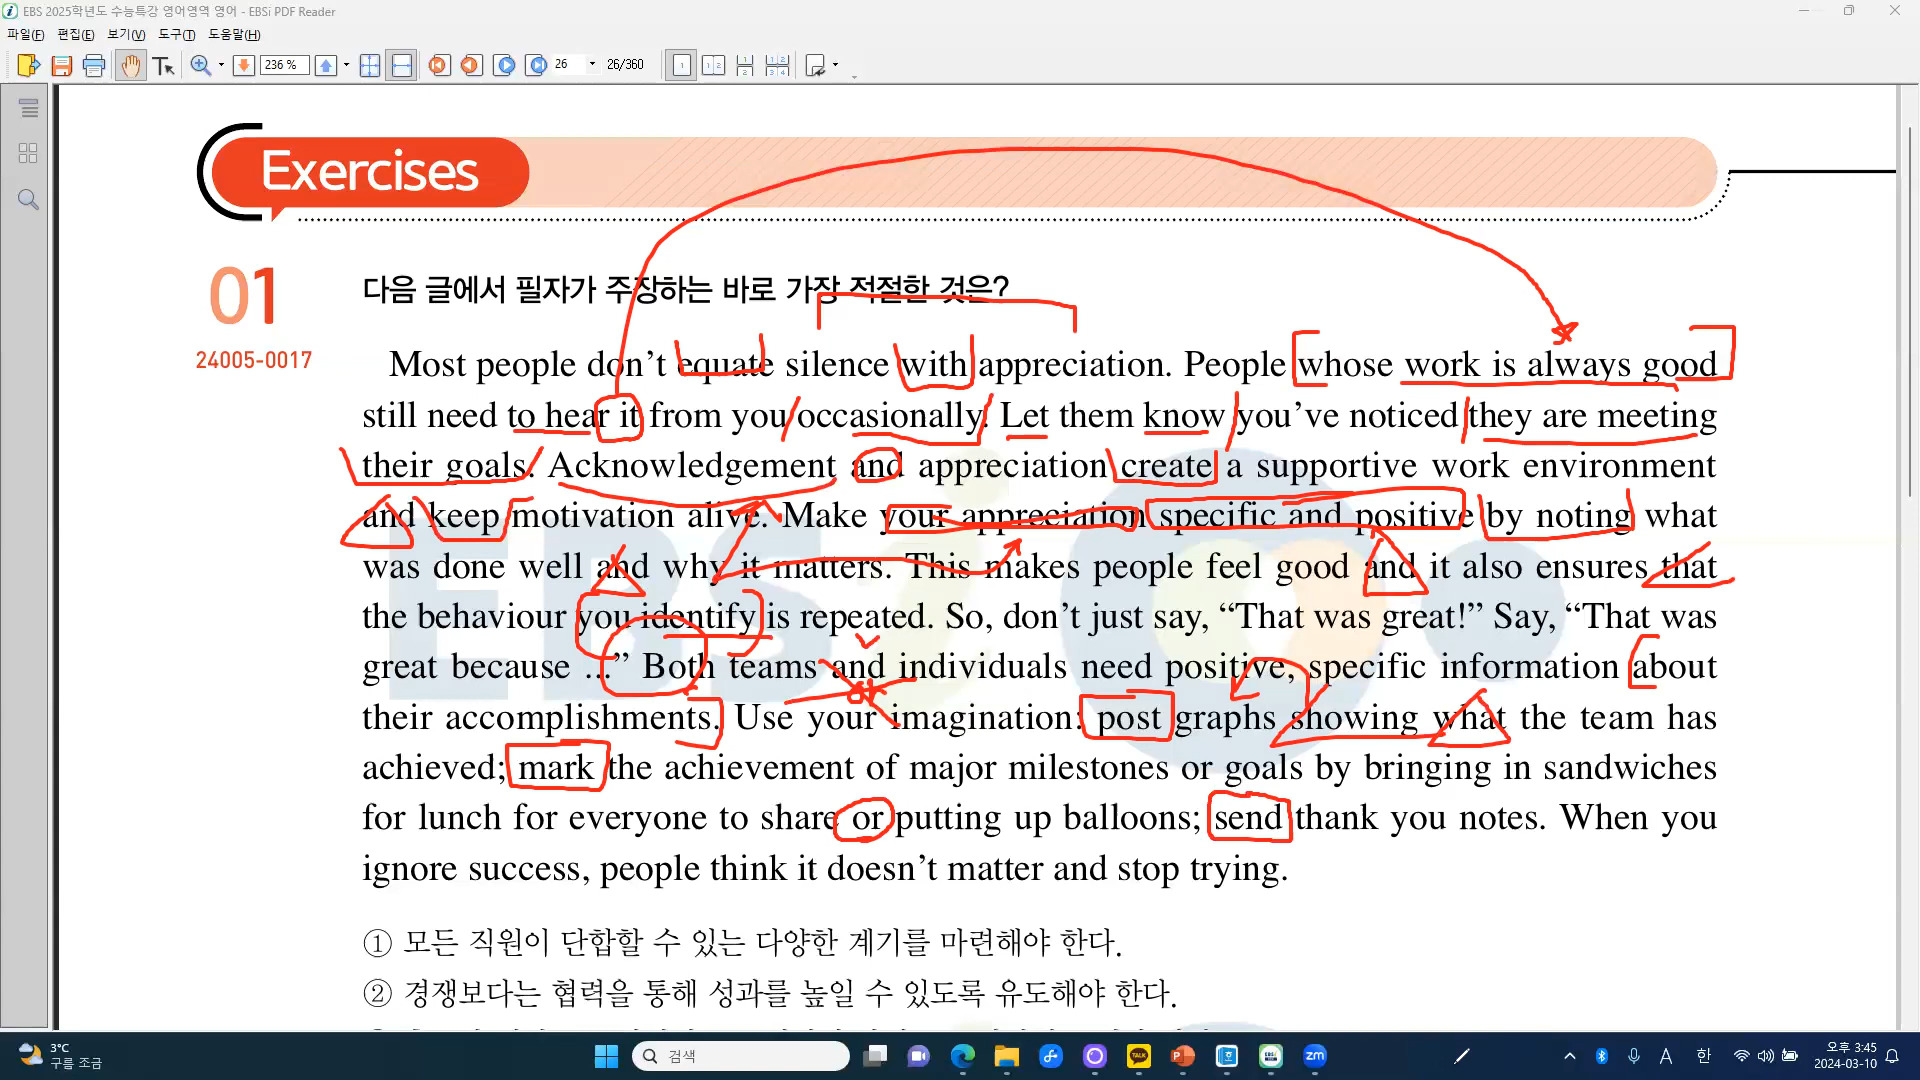 EBS 2025학년도 수능특강 영어영역 영어 - EBSi PDF Reader
파일(F) 편집(E) 보기(V) 도구(T) 도움말(H)
236 % 26 26/360
Exercises
01
24005-0017
다음 글에서 필자가 주장하는 바로 가장 적절한 것은?
Most people don’t equate silence with appreciation. People whose work is always good
still need to hear it from you occasionally. Let them know you’ve noticed they are meeting
their goals. Acknowledgement and appreciation create a supportive work environment
and keep motivation alive. Make your appreciation specific and positive by noting what
was done well and why it matters. This makes people feel good and it also ensures that
the behaviour you identify is repeated. So, don’t just say, “That was great!” Say, “That was
great because ...” Both teams and individuals need positive, specific information about
their accomplishments. Use your imagination: post graphs showing what the team has
achieved; mark the achievement of major milestones or goals by bringing in sandwiches
for lunch for everyone to share or putting up balloons; send thank you notes. When you
ignore success, people think it doesn’t matter and stop trying.
① 모든 직원이 단합할 수 있는 다양한 계기를 마련해야 한다.
② 경쟁보다는 협력을 통해 성과를 높일 수 있도록 유도해야 한다.
EBSi
3°C
구름 조금
검색
TALK
zm
A 한
오후 3:45
2024-03-10